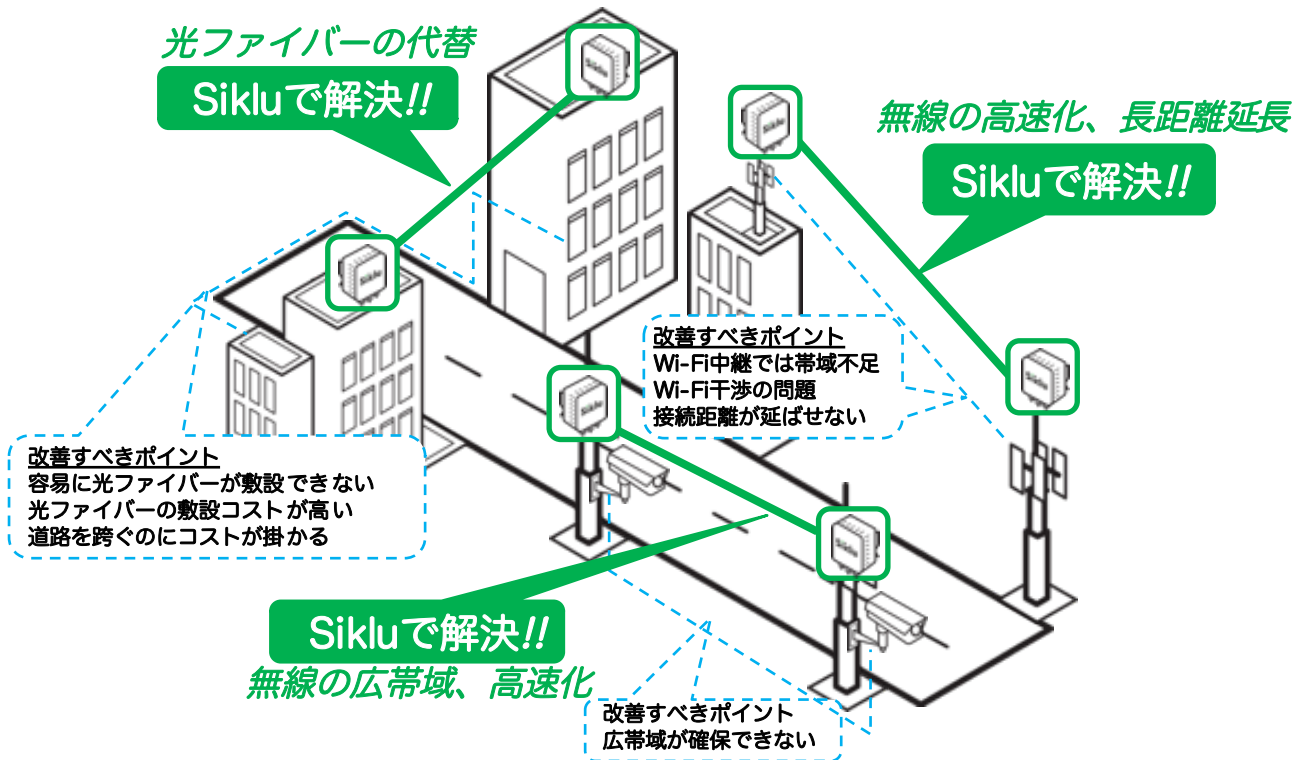 光ファイバーの代替
Sikluで解決!!
無線の高速化、長距離延長
Sikluで解決!!
Siklu
Siklu
Siklu
改善すべきポイント
Wi-Fi中継では帯域不足
Wi-Fi干渉の問題
接続距離が延ばせない
Siklu
Siklu
改善すべきポイント
容易に光ファイバーが敷設できない
光ファイバーの敷設コストが高い
道路を跨ぐのにコストが掛かる
Siklu
Sikluで解決!!
無線の広帯域、高速化
改善すべきポイント
広帯域が確保できない